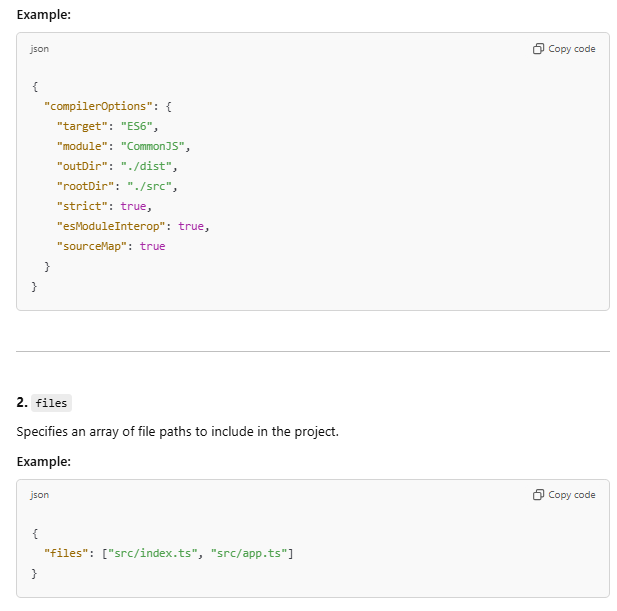 Example:
json
Copy code
{
  "compilerOptions": {
    "target": "ES6",
    "module": "CommonJS",
    "outDir": "./dist",
    "rootDir": "./src",
    "strict": true,
    "esModuleInterop": true,
    "sourceMap": true
  }
}
2. files
Specifies an array of file paths to include in the project.
Example:
json
Copy code
{
  "files": ["src/index.ts", "src/app.ts"]
}